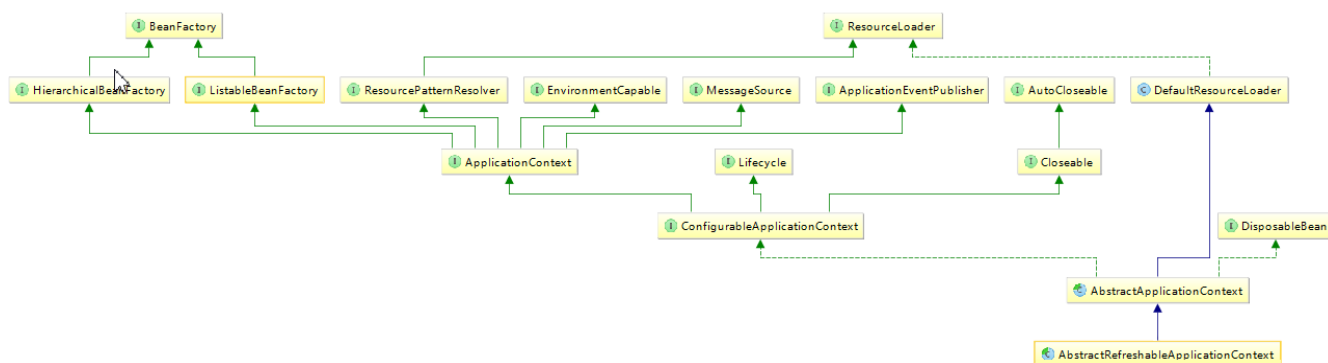 BeanFactory
ResourceLoader
HierarchicalBeanFactory
ListableBeanFactory
ResourcePatternResolver
EnvironmentCapable
MessageSource
ApplicationEventPublisher
AutoCloseable
DefaultResourceLoader
ApplicationContext
Lifecycle
Closeable
ConfigurableApplicationContext
DisposableBean
AbstractApplicationContext
AbstractRefreshableApplicationContext